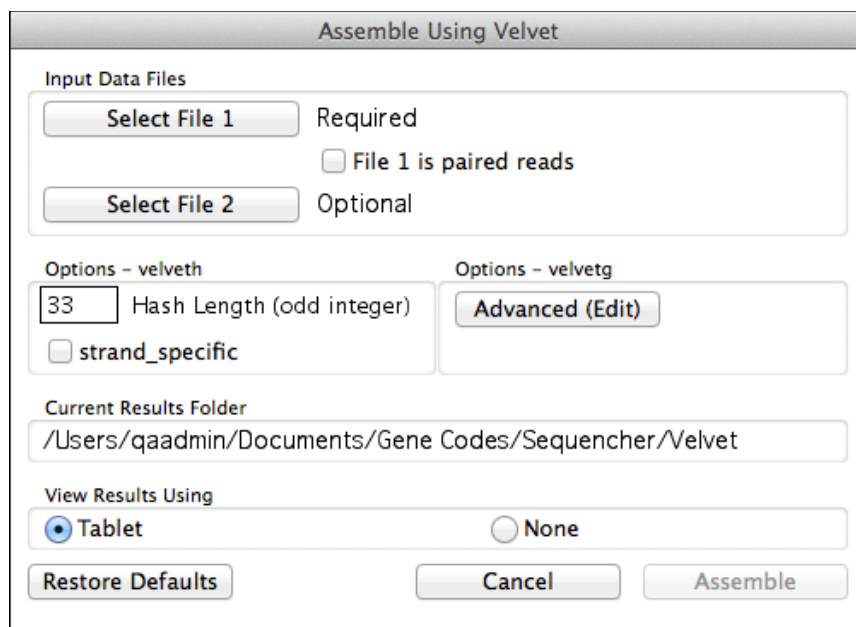 Assemble Using Velvet
Input Data Files
Select File 1 Required
File 1 is paired reads
Select File 2 Optional
Options - velveth Options - velvetg
33 Hash Length (odd integer) Advanced (Edit)
strand_specific
Current Results Folder
/Users/qaadmin/Documents/Gene Codes/Sequencher/Velvet
View Results Using
Tablet None
Restore Defaults Cancel Assemble